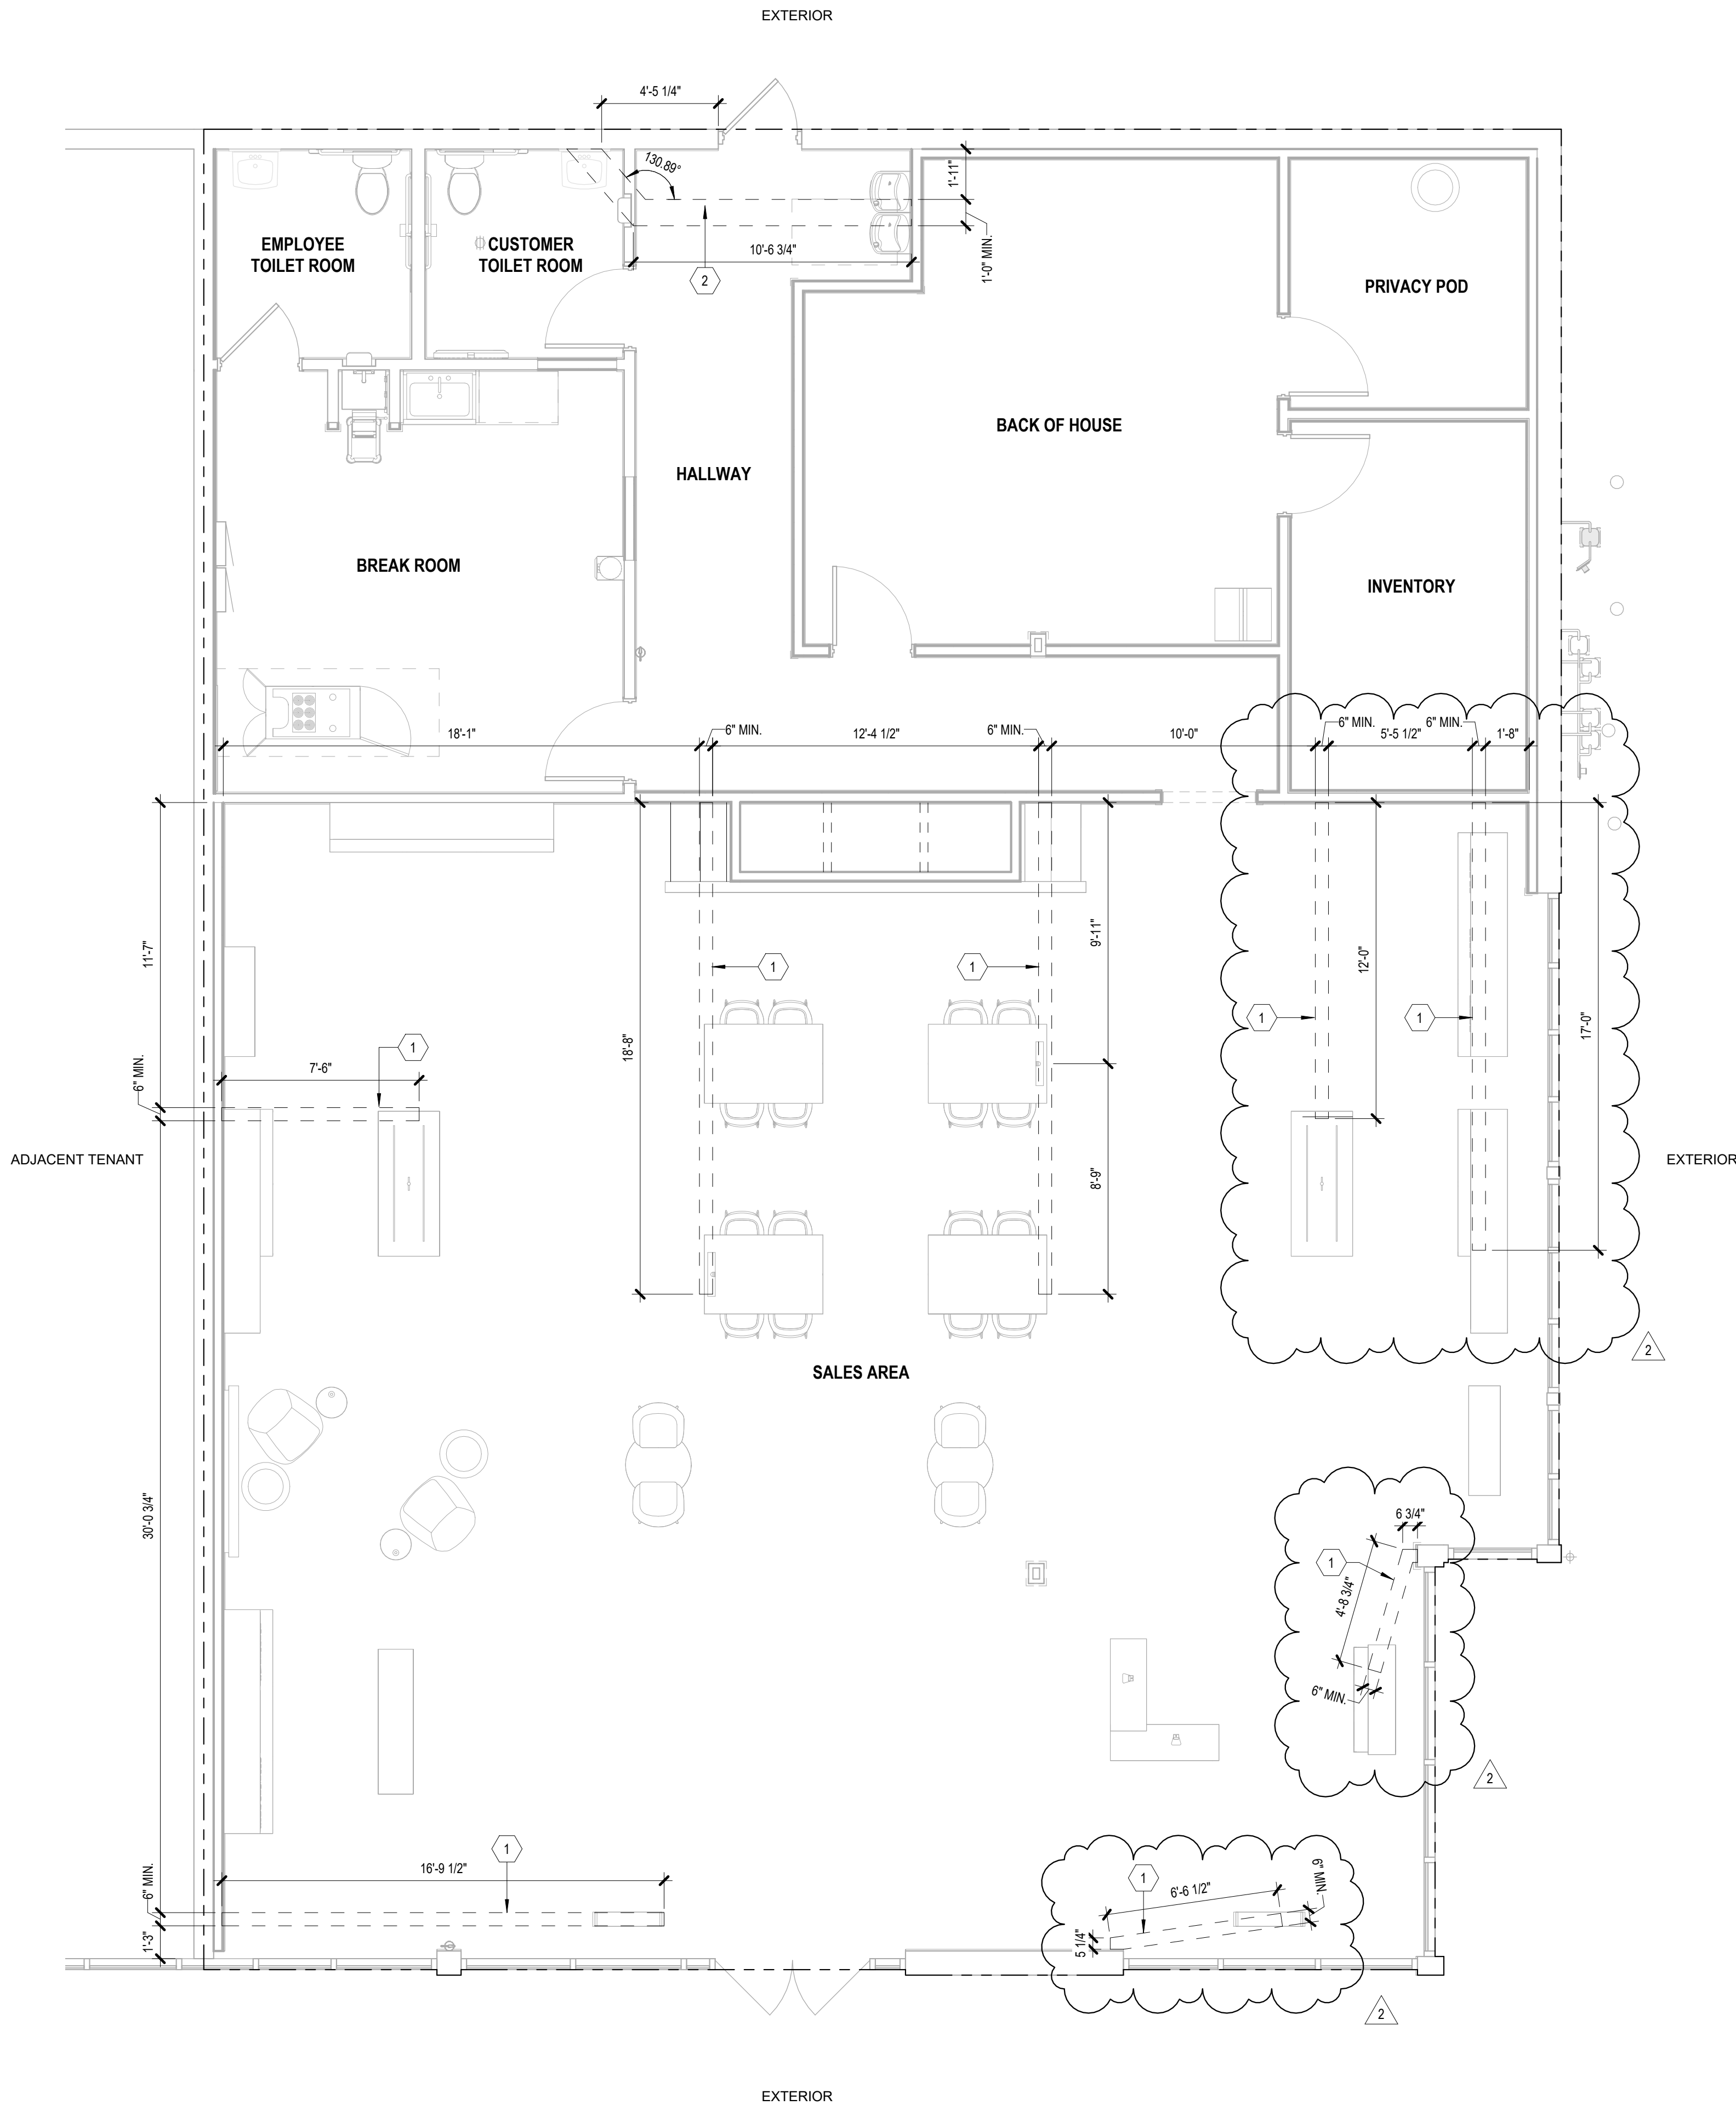 EXTERIOR
4'-5 1/4"
130.89°
1'-11"
EMPLOYEE
TOILET ROOM
CUSTOMER
TOILET ROOM
10'-6 3/4"
1'-0" MIN.
2
PRIVACY POD
BACK OF HOUSE
HALLWAY
BREAK ROOM
INVENTORY
18'-1"
6" MIN.
12'-4 1/2"
6" MIN.
10'-0"
6" MIN.
5'-5 1/2"
6" MIN.
1'-8"
11'-7"
9'-11"
12'-0"
17'-0"
1
1
1
1
18'-8"
1
7'-6"
6" MIN.
ADJACENT TENANT
EXTERIOR
8'-9"
SALES AREA
2
30'-0 3/4"
6 3/4"
1
4'-8 3/4"
6" MIN.
2
1
16'-9 1/2"
6" MIN.
1'-3"
1
6'-6 1/2"
6" MIN.
5 1/4"
2
EXTERIOR